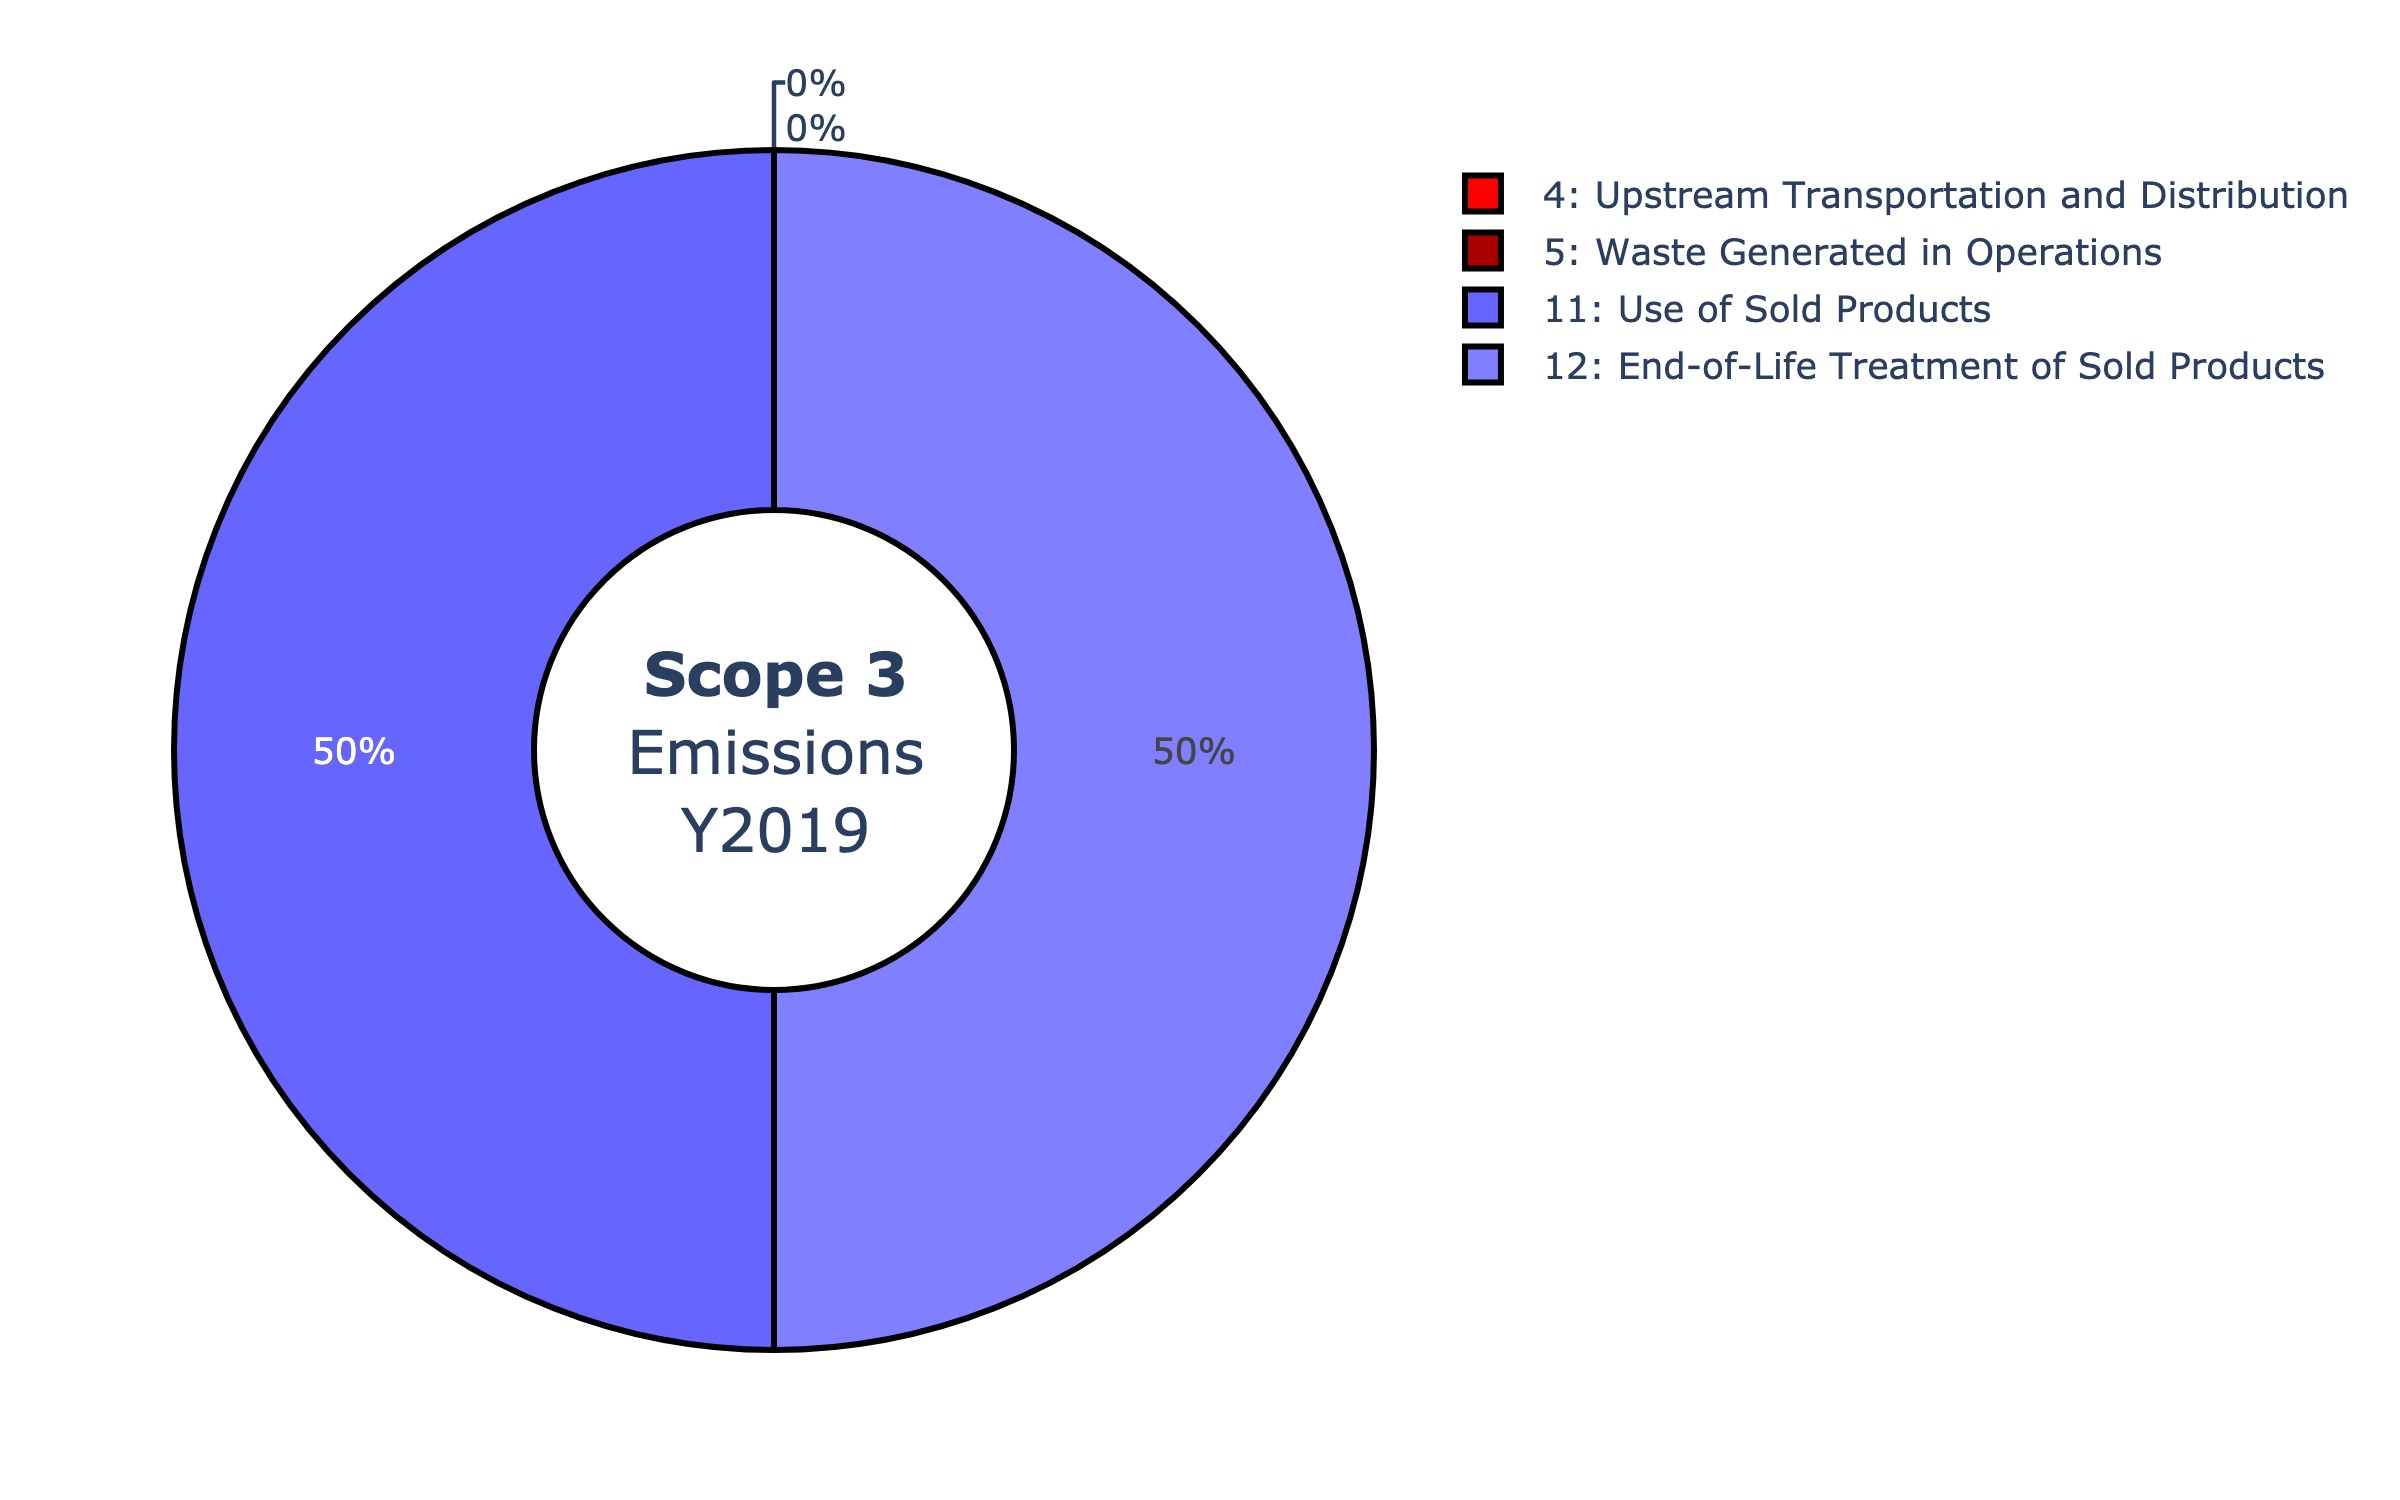 0%
0%
4: Upstream Transportation and Distribution
5: Waste Generated in Operations
11: Use of Sold Products
12: End-of-Life Treatment of Sold Products
Scope 3
Emissions
Y2019
50%
50%